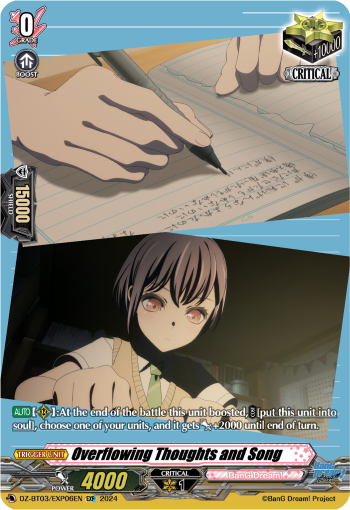 0
GRADE
BOOST
+10000
CRITICAL
15000
SHIELD
AUTO :At the end of the battle this unit boosted, [put this unit into
soul], choose one of your units, and it gets +2000 until end of turn.
TRIGGER UNIT
Overflowing Thoughts and Song
BanG Dream!
POWER
4000
CRITICAL
1
DZ-BT03/EXP06EN 2024
©BanG Dream! Project